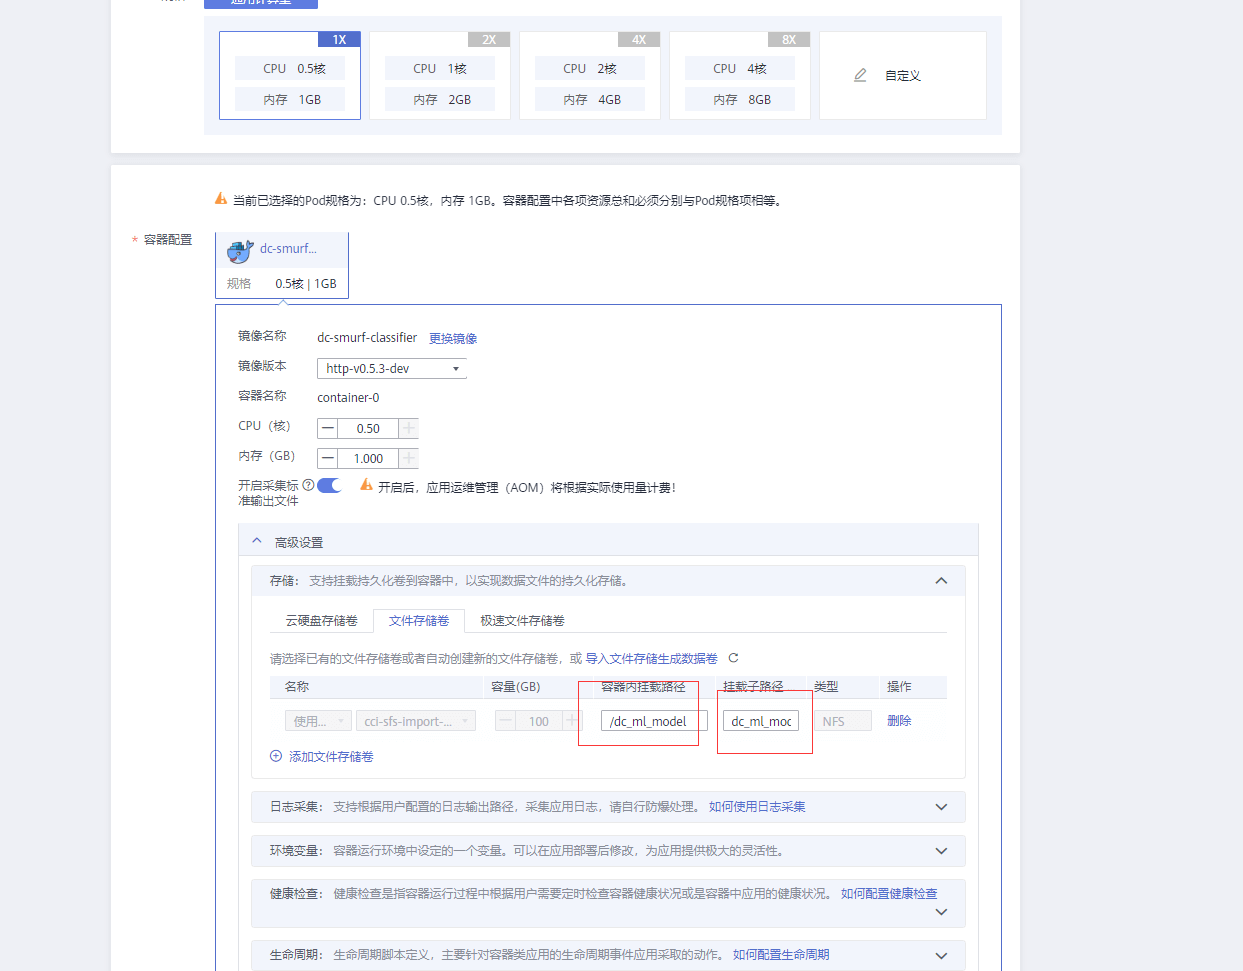 1X
2X
4X
8X
CPU 0.5核
CPU 1核
CPU 2核
CPU 4核
自定义
内存 1GB
内存 2GB
内存 4GB
内存 8GB
当前已选择的Pod规格为：CPU 0.5核，内存 1GB。容器配置中各项资源总和必须分别与Pod规格项相等。
* 容器配置
dc-smurf...
规格 0.5核 | 1GB
镜像名称 dc-smurf-classifier 更换镜像
镜像版本 http-v0.5.3-dev
容器名称 container-0
CPU（核） 0.50
内存（GB） 1.000
开启采集标
准输出文件
开启后，应用运维管理（AOM）将根据实际使用量计费！
高级设置
存储： 支持挂载持久化卷到容器中，以实现数据文件的持久化存储。
云硬盘存储卷 文件存储卷 极速文件存储卷
请选择已有的文件存储卷或者自动创建新的文件存储卷，或 导入文件存储生成数据卷
名称 容量(GB) 容器内挂载路径 挂载子路径 类型 操作
使用... cci-sfs-import-... 100 /dc_ml_model dc_ml_moc NFS 删除
添加文件存储卷
日志采集： 支持根据用户配置的日志输出路径，采集应用日志，请自行防爆处理。 如何使用日志采集
环境变量： 容器运行环境中设定的一个变量。可以在应用部署后修改，为应用提供极大的灵活性。
健康检查： 健康检查是指容器运行过程中根据用户需要定时检查容器健康状况或是容器中应用的健康状况。 如何配置健康检查
生命周期： 生命周期脚本定义，主要针对容器类应用的生命周期事件应用采取的动作。 如何配置生命周期